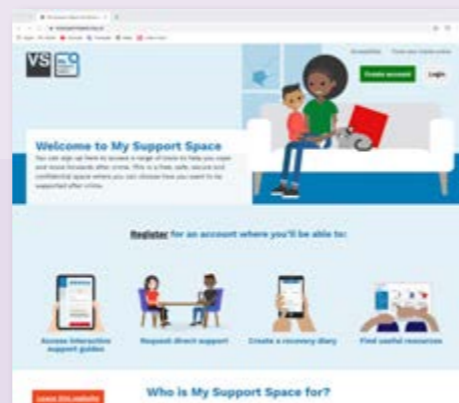 VS
Accessibility
Create account
Login
Welcome to My Support Space
You can sign up here to access a range of tools to help you cope
and move forwards after crime. This is a free, safe, secure and
confidential space where you can choose how you want to be
supported after crime.
Register for an account where you'll be able to:
Access interactive
support guides
Request direct support
Create a recovery diary
Find useful resources
Leave this website
Who is My Support Space for?